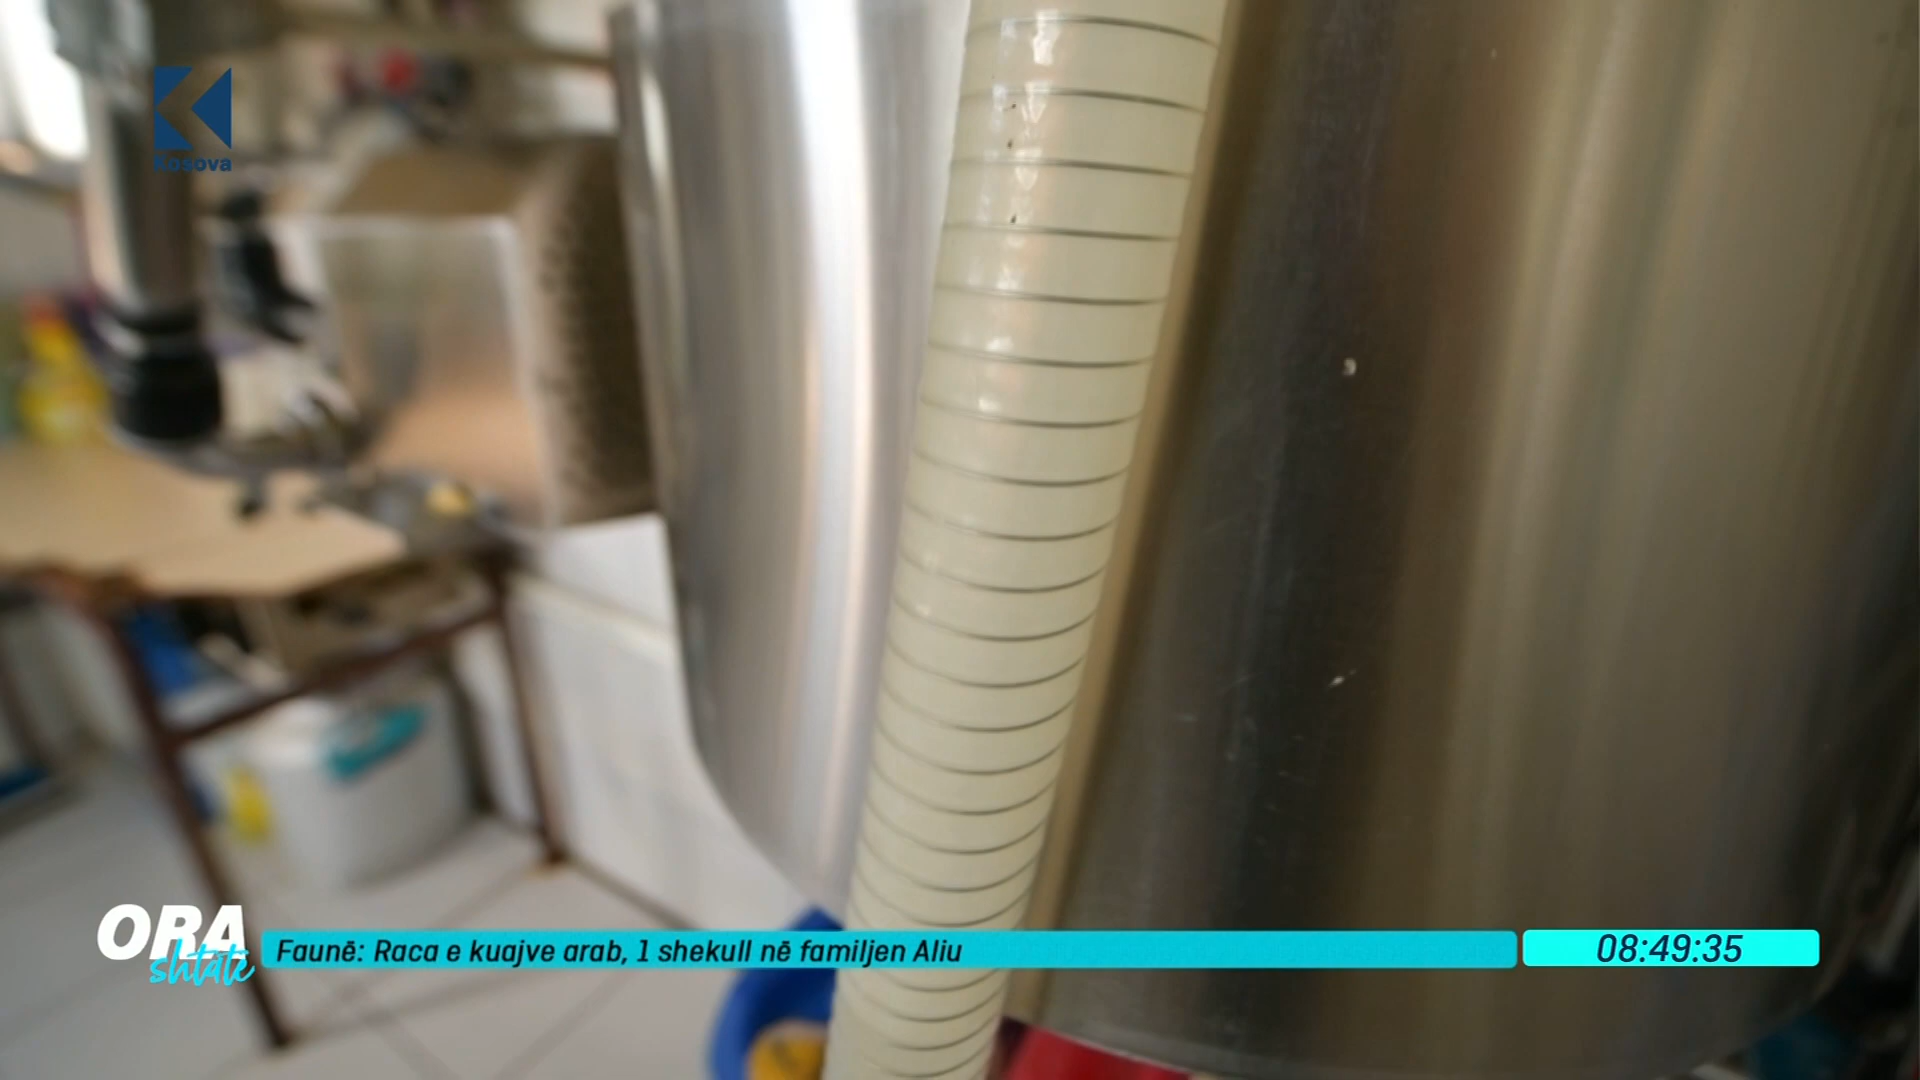 Kosova
ORA
shtatë
Faunë: Raca e kuajve arab, 1 shekull në familjen Aliu
08:49:35